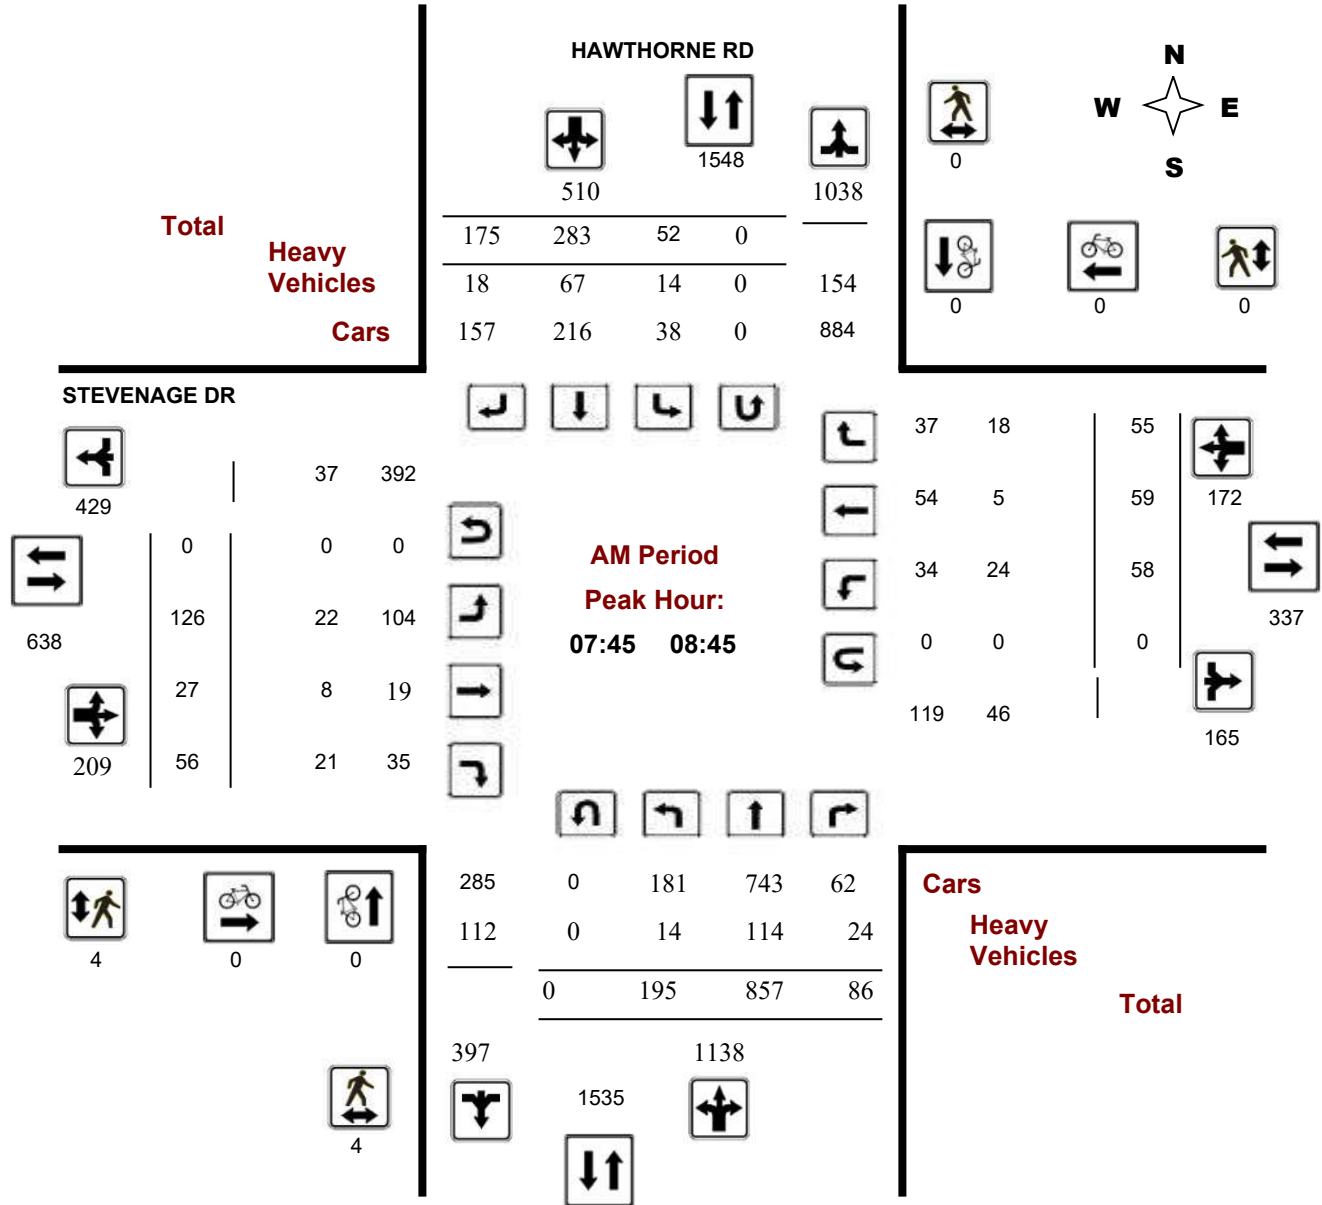 HAWTHORNE RD
N
W E
S
1548
0
510 1038
Total 175 283 52 0
Heavy
Vehicles 18 67 14 0 154
0 0 0
Cars 157 216 38 0 884
STEVENAGE DR
37 18 55
37 392
429
54 5 59 172
0 0 0
AM Period
34 24 58
Peak Hour:
126 22 104 337
638 07:45 08:45 0 0 0
27 8 19
119 46
165
209 56 21 35
285 0 181 743 62 Cars
112 0 14 114 24 Heavy
Vehicles
4 0 0
0 195 857 86 Total
397 1138
1535
4